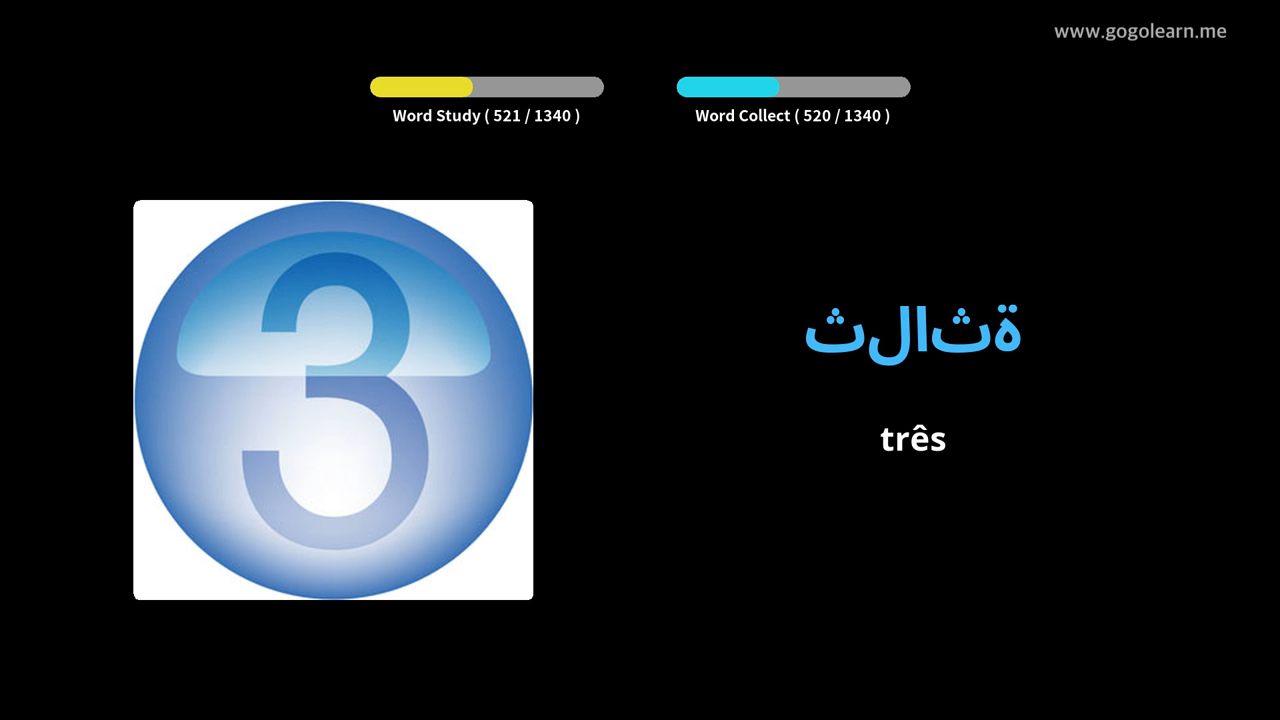 www.gogolearn.me
Word Study ( 521 / 1340 )
Word Collect ( 520 / 1340 )
3
ثلاثة
três